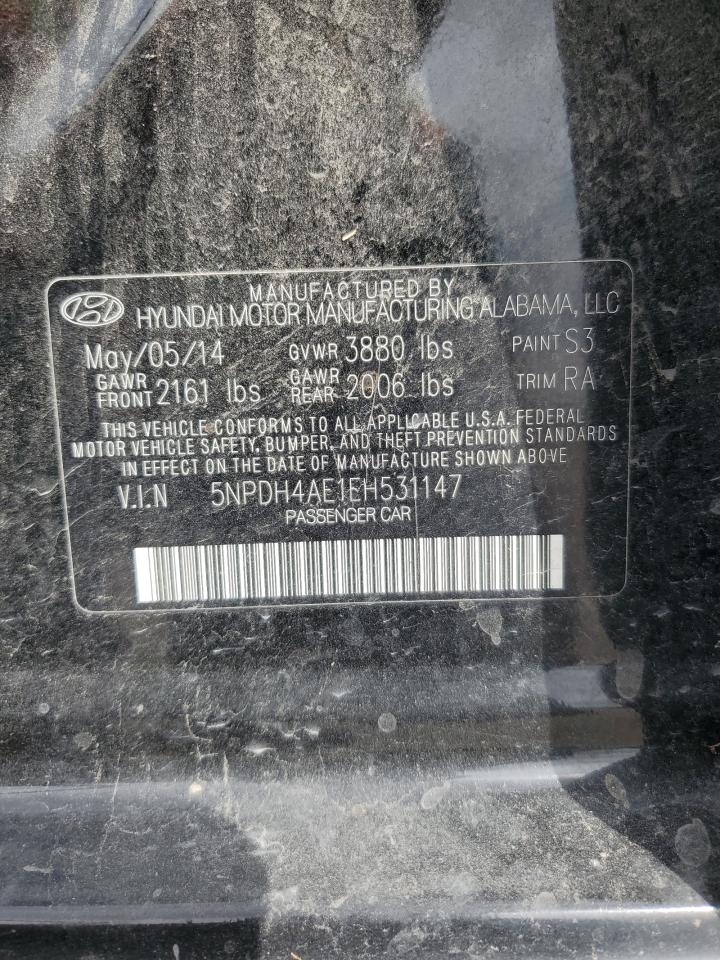 MANUFACTURED BY
HYUNDAI MOTOR MANUFACTURING ALABAMA, LLC
May/05/14 GVWR 3880 lbs PAINT S3
GAWR FRONT 2161 lbs GAWR REAR 2006 lbs TRIM RA
THIS VEHICLE CONFORMS TO ALL APPLICABLE U.S.A. FEDERAL
MOTOR VEHICLE SAFETY, BUMPER, AND THEFT PREVENTION STANDARDS
IN EFFECT ON THE DATE OF MANUFACTURE SHOWN ABOVE
V.I.N 5NPDH4AE1EH531147
PASSENGER CAR